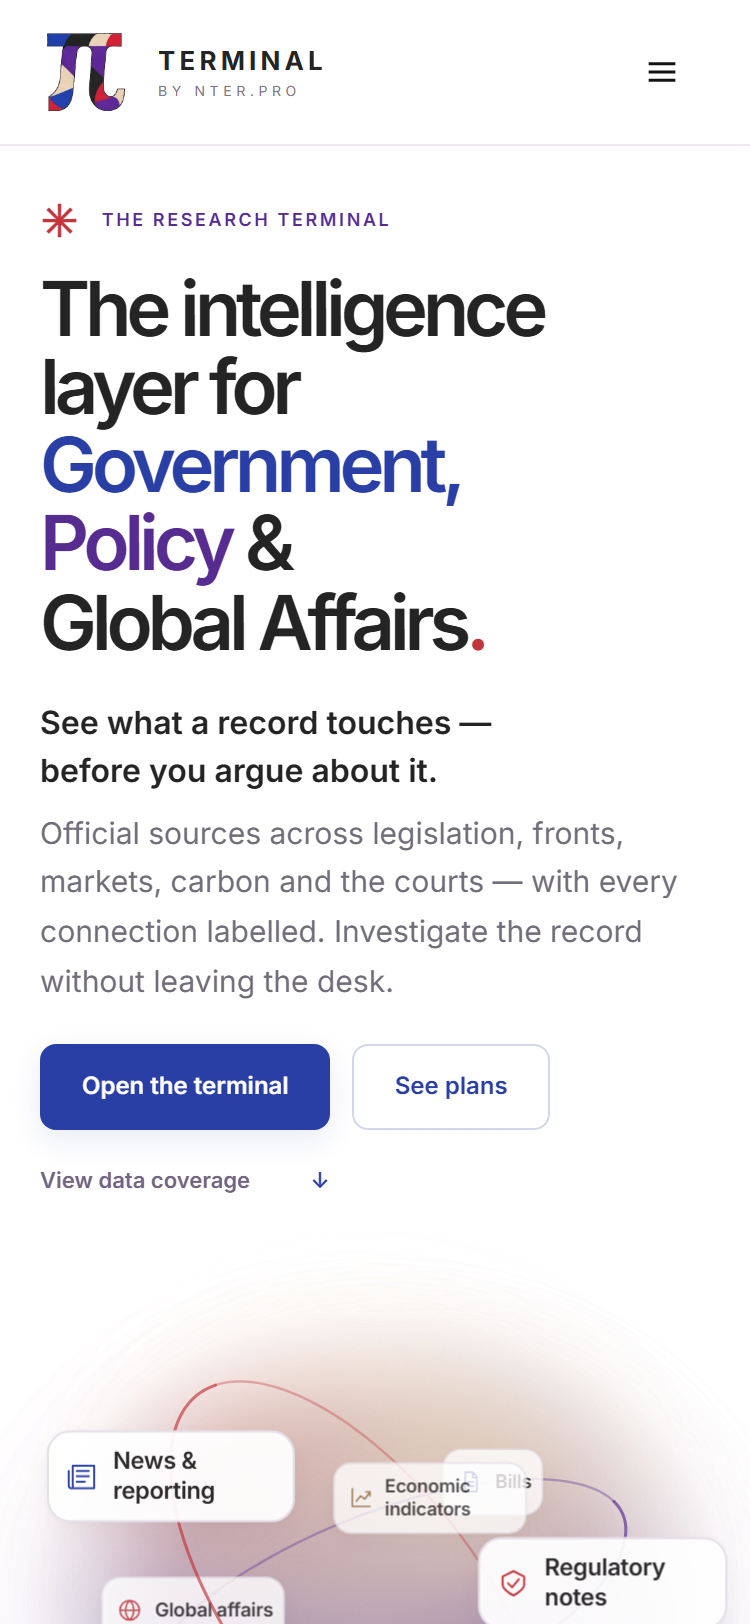 TERMINAL
BY NTER.PRO
THE RESEARCH TERMINAL
The intelligence
layer for
Government,
Policy &
Global Affairs.
See what a record touches —
before you argue about it.
Official sources across legislation, fronts,
markets, carbon and the courts — with every
connection labelled. Investigate the record
without leaving the desk.
Open the terminal
See plans
View data coverage
News &
reporting
Economic
indicators
Bills
Regulatory
notes
Global affairs